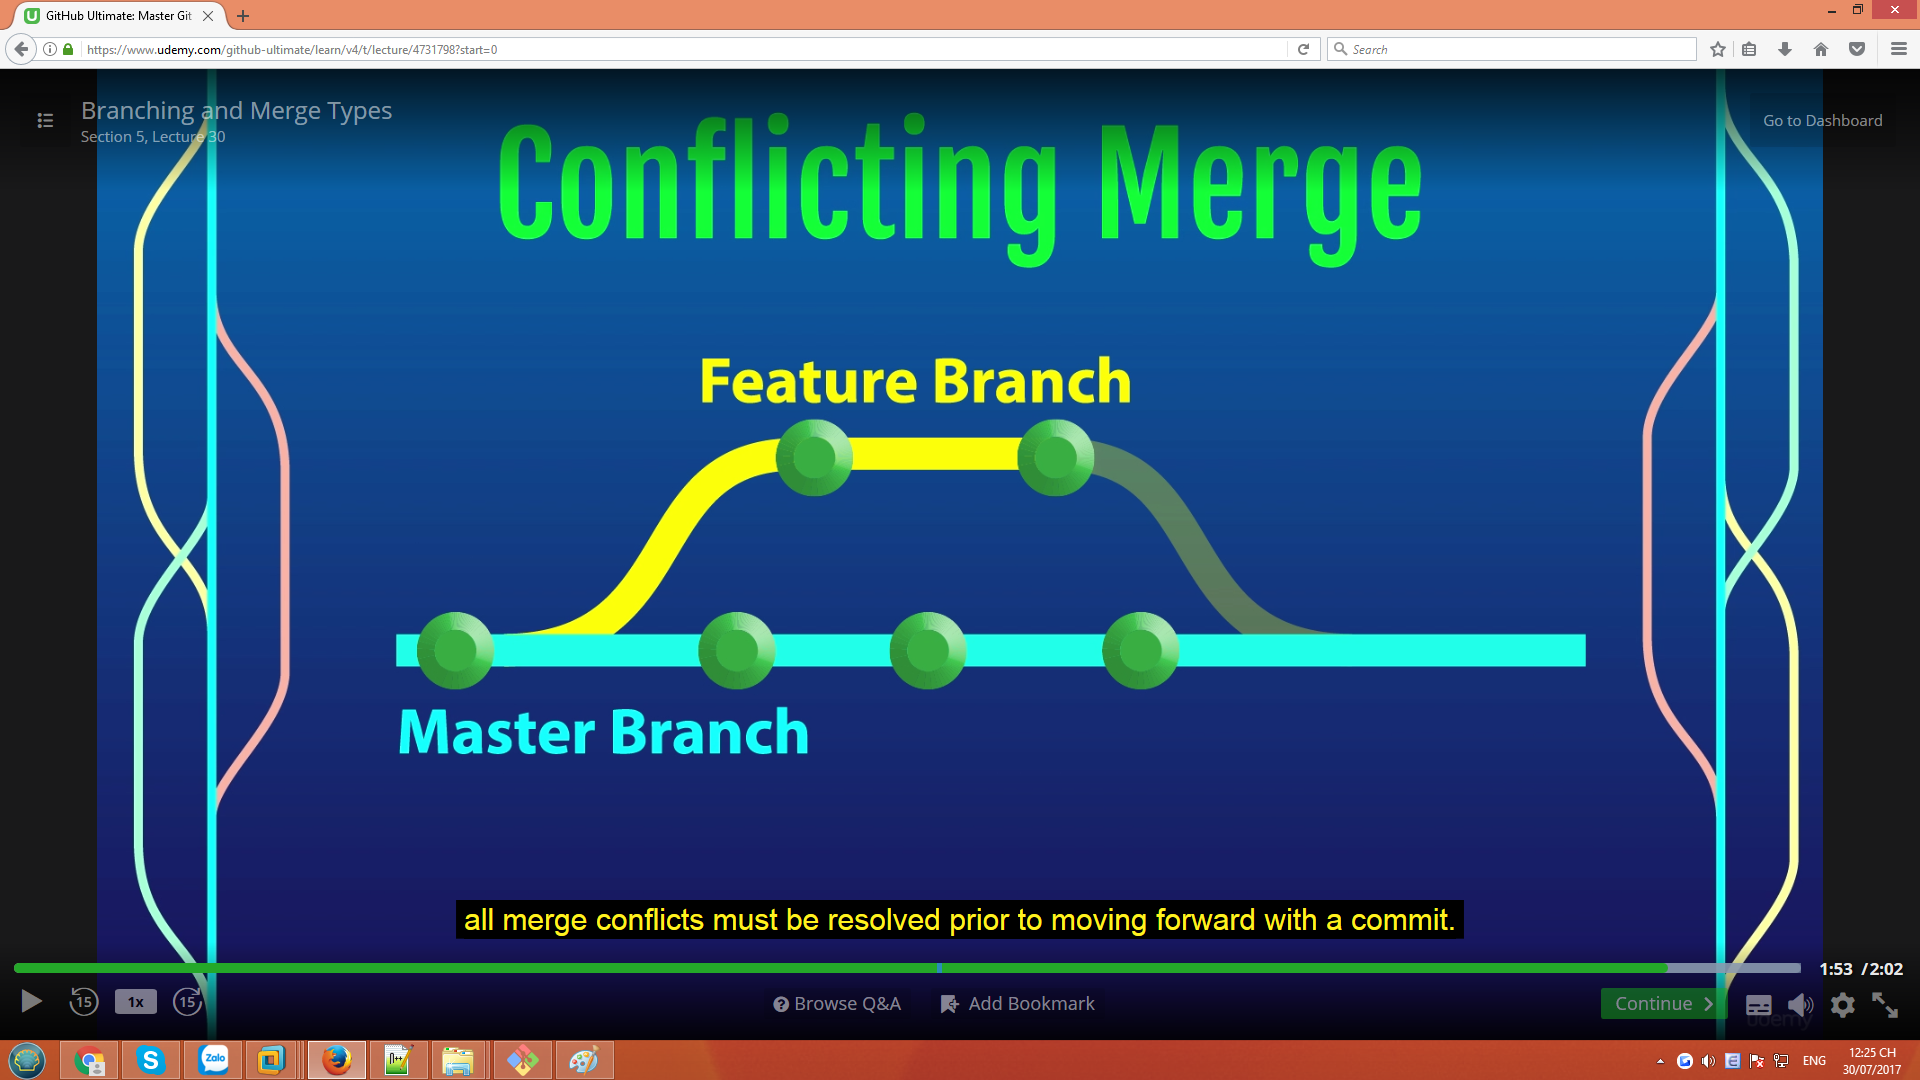 GitHub Ultimate: Master Git
https://www.udemy.com/github-ultimate/learn/v4/t/lecture/4731798?start=0
Search
Branching and Merge Types
Section 5, Lecture 30
Go to Dashboard
Conflicting Merge
Feature Branch
Master Branch
all merge conflicts must be resolved prior to moving forward with a commit.
1:53 / 2:02
15
1x
15
Browse Q&A
Add Bookmark
Continue
udemy
Zalo
ENG
12:25 CH
30/07/2017